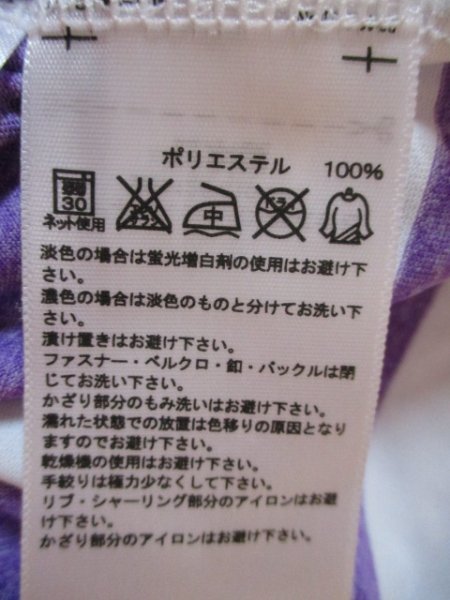 ポリエステル 100%
30
中
ネット使用
淡色の場合は蛍光増白剤の使用はお避け下
さい。
濃色の場合は淡色のものと分けてお洗い下
さい。
漬け置きはお避け下さい。
ファスナー・ベルクロ・釦・バックルは閉
じてお洗い下さい。
かざり部分のもみ洗いはお避け下さい。
濡れた状態での放置は色移りの原因となり
ますのでお避け下さい。
乾燥機の使用はお避け下さい。
手絞りは極力少なくして下さい。
リブ・シャーリング部分のアイロンはお避
け下さい。
かざり部分のアイロンはお避け下さい。